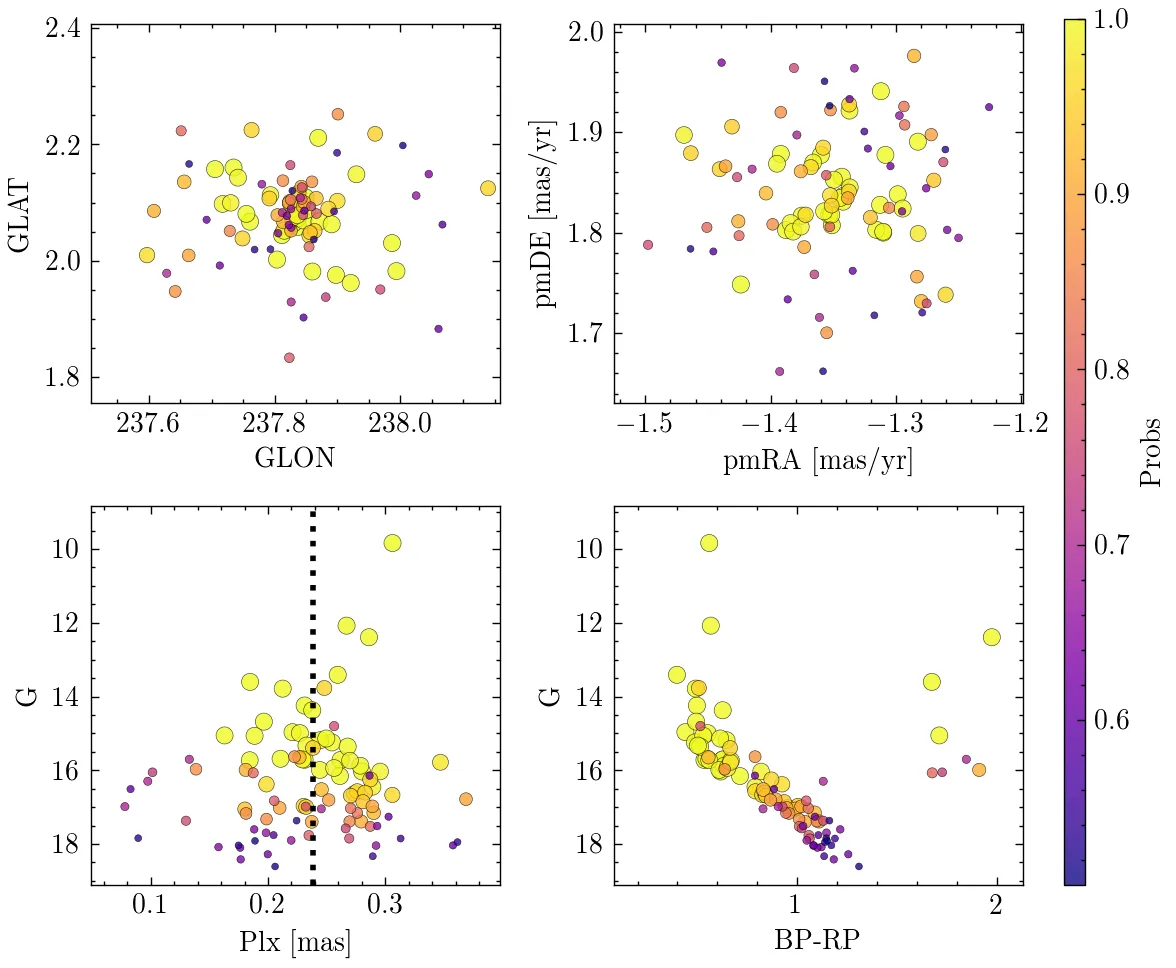 2.4
2.2
2.0
1.8
GLAT
237.6 237.8 238.0
GLON
2.0
1.9
1.8
1.7
pmDE [mas/yr]
−1.5 −1.4 −1.3 −1.2
pmRA [mas/yr]
10
12
14
16
18
G
0.1 0.2 0.3
Plx [mas]
10
12
14
16
18
G
1 2
BP-RP
1.0
0.9
0.8
0.7
0.6
Probs